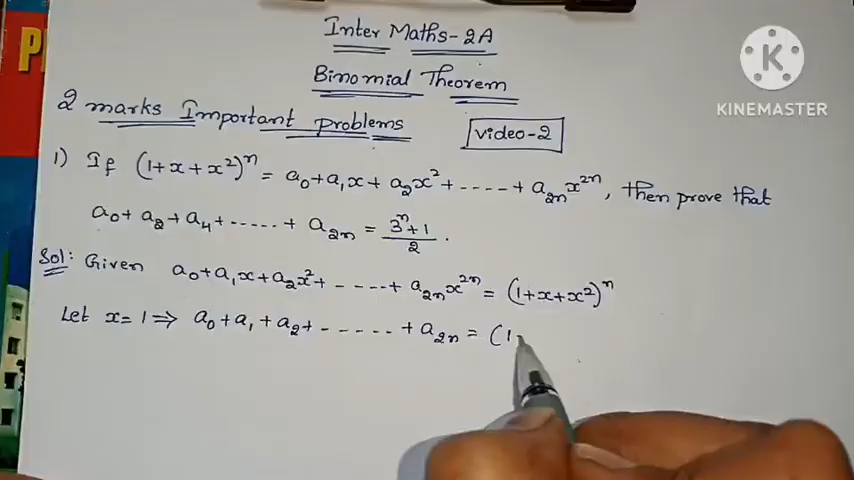 Inter Maths-2A
Binomial Theorem
2 marks Important problems video-2
1) If (1+x+x²)ⁿ = a₀+a₁x+a₂x²+----+a₂ₙx²ⁿ, then prove that
a₀+a₂+a₄+.....+a₂ₙ = (3ⁿ+1)/2.
Sol: Given a₀+a₁x+a₂x²+----+a₂ₙx²ⁿ = (1+x+x²)ⁿ
Let x=1 ⇒ a₀+a₁+a₂+------+a₂ₙ = (1
K
KINEMASTER